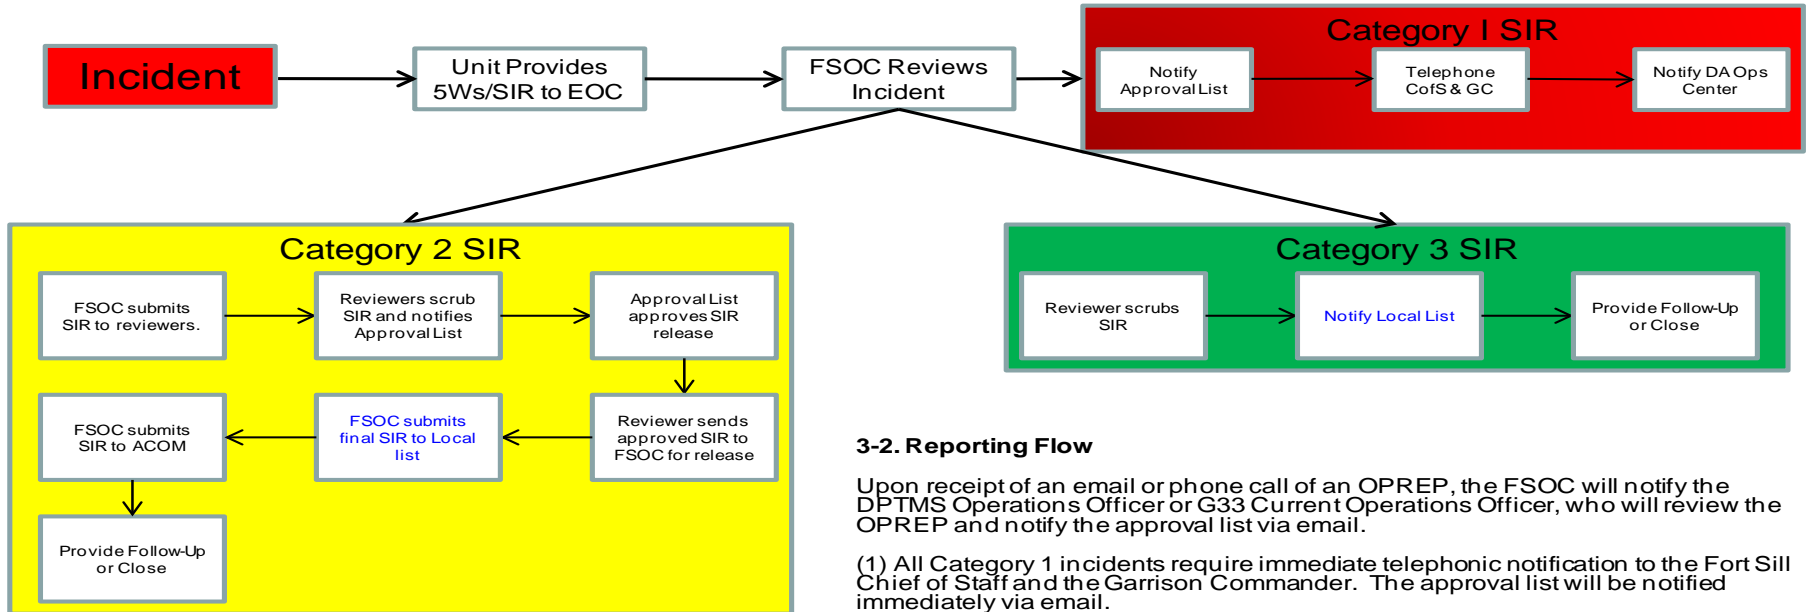 Incident
Unit Provides
5Ws/SIR to EOC
FSOC Reviews
Incident
Category I SIR
Notify
Approval List
Telephone
CofS & GC
Notify DA Ops
Center
Category 2 SIR
FSOC submits
SIR to reviewers.
Reviewers scrub
SIR and notifies
Approval List
Approval List
approves SIR
release
Reviewer sends
approved SIR to
FSOC for release
FSOC submits
final SIR to Local
list
FSOC submits
SIR to ACOM
Provide Follow-Up
or Close
Category 3 SIR
Reviewer scrubs
SIR
Notify Local List
Provide Follow-Up
or Close
3-2. Reporting Flow
Upon receipt of an email or phone call of an OPREP, the FSOC will notify the
DPTMS Operations Officer or G33 Current Operations Officer, who will review the
OPREP and notify the approval list via email.
(1) All Category 1 incidents require immediate telephonic notification to the Fort Sill
Chief of Staff and the Garrison Commander. The approval list will be notified
immediately via email.